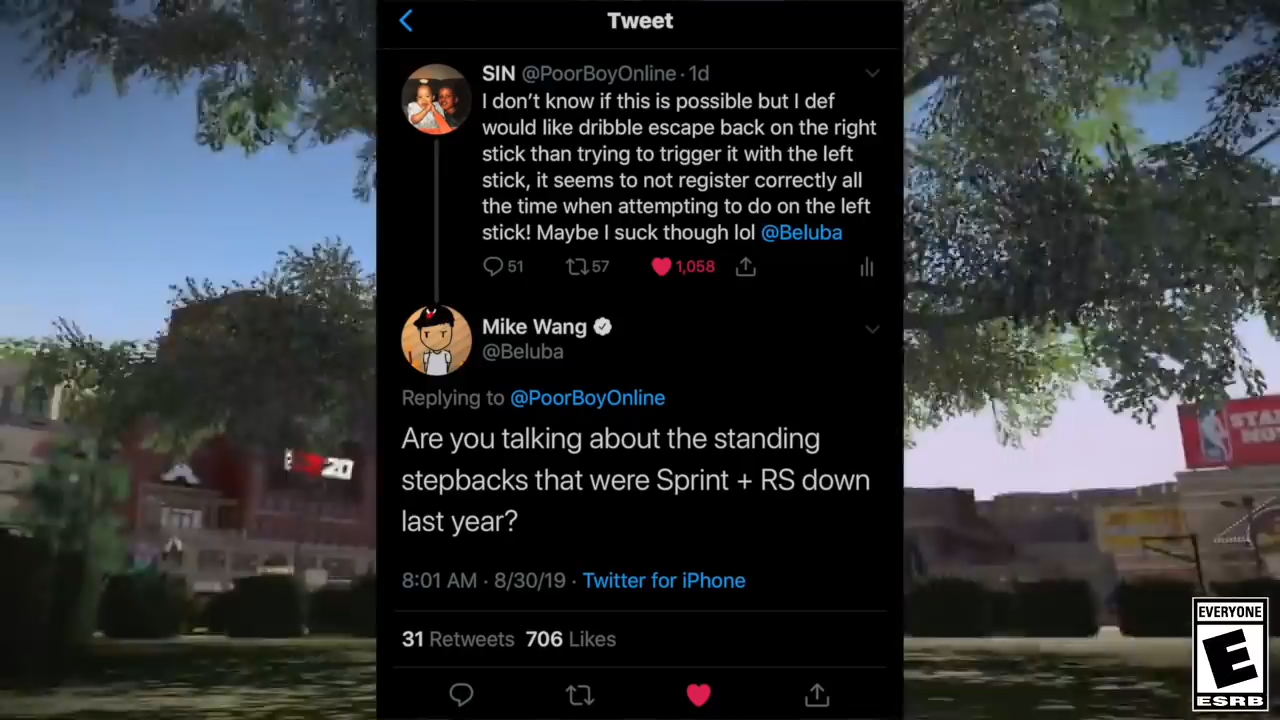 Tweet
SIN @PoorBoyOnline · 1d
I don't know if this is possible but I def
would like dribble escape back on the right
stick than trying to trigger it with the left
stick, it seems to not register correctly all
the time when attempting to do on the left
stick! Maybe I suck though lol @Beluba
51 57 1,058
Mike Wang
@Beluba
Replying to @PoorBoyOnline
Are you talking about the standing
stepbacks that were Sprint + RS down
last year?
8:01 AM · 8/30/19 · Twitter for iPhone
31 Retweets 706 Likes
20
EVERYONE
E
ESRB